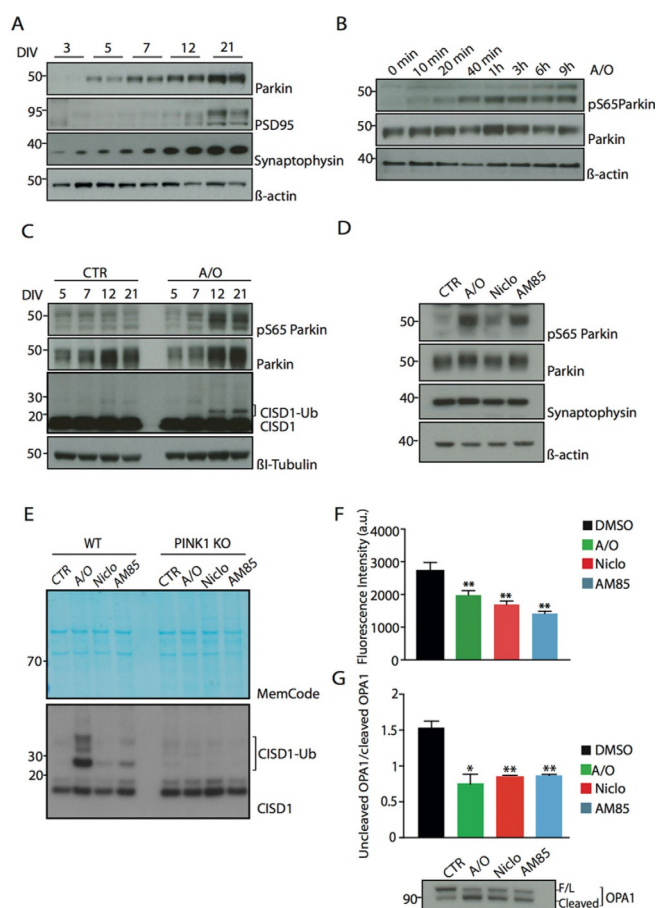 A
DIV 3 5 7 12 21
50 Parkin
95 PSD95
40 Synaptophysin
50 ß-actin
B
0 min 10 min 20 min 40 min 1h 3h 6h 9h A/O
50 pS65Parkin
50 Parkin
40 ß-actin
C
CTR A/O
DIV 5 7 12 21 5 7 12 21
50 pS65 Parkin
50 Parkin
30
20 CISD1-Ub
CISD1
50 ßI-Tubulin
D
CTR A/O Niclo AM85
50 pS65 Parkin
50 Parkin
40 Synaptophysin
40 ß-actin
E
WT PINK1 KO
CTR A/O Niclo AM85 CTR A/O Niclo AM85
70
MemCode
30 CISD1-Ub
20
CISD1
F
Fluorescence Intensity (a.u.)
4000
3000
2000
1000
0
** ** **
DMSO
A/O
Niclo
AM85
G
Uncleaved OPA1/cleaved OPA1
2
1.5
1
0.5
0
* ** **
DMSO
A/O
Niclo
AM85
CTR A/O Niclo AM85
F/L
90 Cleaved OPA1